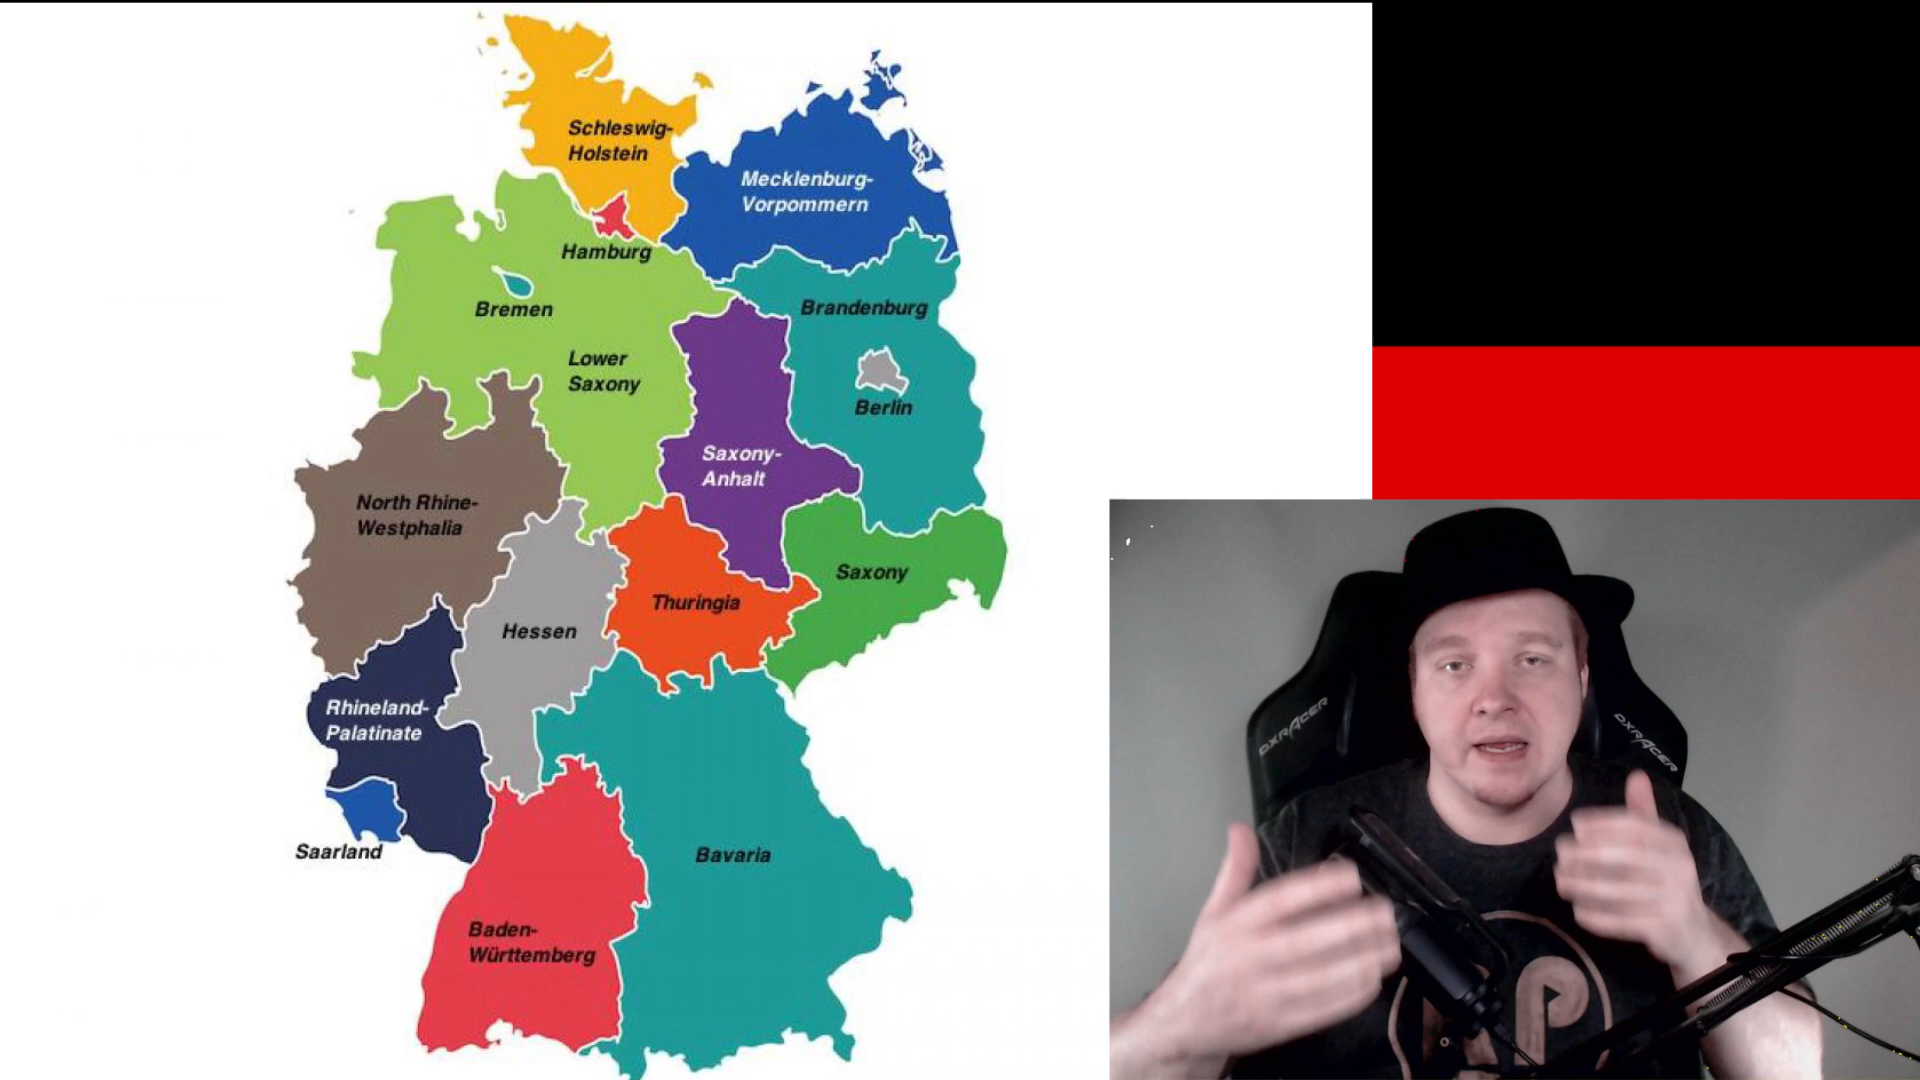 Schleswig-
Holstein
Mecklenburg-
Vorpommern
Hamburg
Bremen
Brandenburg
Lower
Saxony
Berlin
Saxony-
Anhalt
North Rhine-
Westphalia
Saxony
Thuringia
Hessen
Rhineland-
Palatinate
Saarland
Bavaria
Baden-
Württemberg
DXRACER
DXRACER